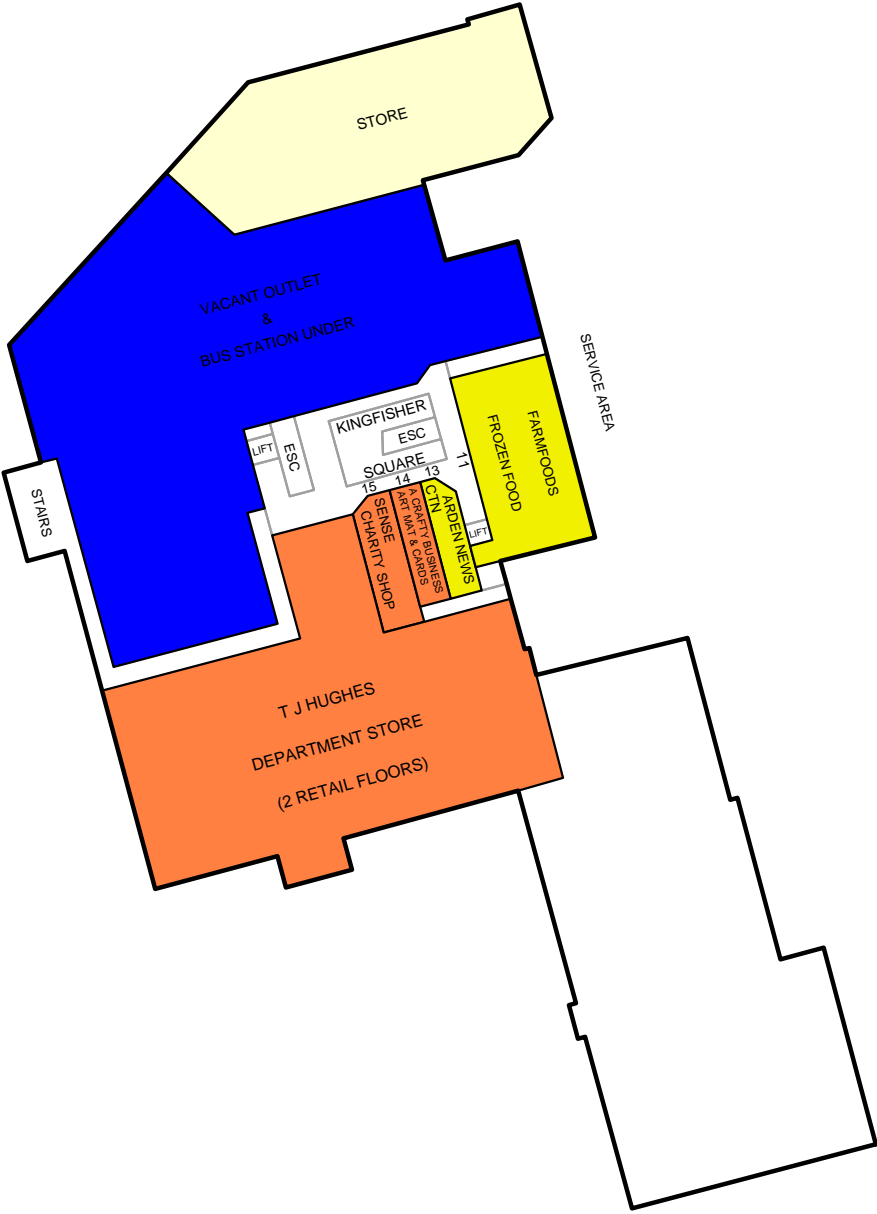 STORE
VACANT OUTLET
&
BUS STATION UNDER
SERVICE AREA
KINGFISHER
ESC
SQUARE
LIFT
ESC
11
FROZEN FOOD
FARMFOODS
STAIRS
15
14
13
SENSE
CHARITY SHOP
A CRAFTY BUSINESS
ART MAT & CARDS
ARDEN NEWS
CTN
LIFT
T J HUGHES
DEPARTMENT STORE
(2 RETAIL FLOORS)